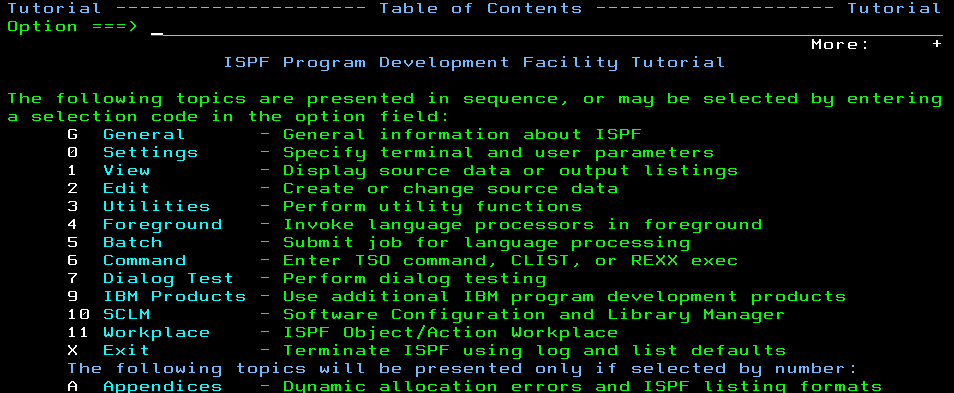 Tutorial --------------------- Table of Contents ---------------------- Tutorial
Option ===> _
More: +
ISPF Program Development Facility Tutorial
The following topics are presented in sequence, or may be selected by entering
a selection code in the option field:
G General - General information about ISPF
0 Settings - Specify terminal and user parameters
1 View - Display source data or output listings
2 Edit - Create or change source data
3 Utilities - Perform utility functions
4 Foreground - Invoke language processors in foreground
5 Batch - Submit job for language processing
6 Command - Enter TSO command, CLIST, or REXX exec
7 Dialog Test - Perform dialog testing
9 IBM Products - Use additional IBM program development products
10 SCLM - Software Configuration and Library Manager
11 Workplace - ISPF Object/Action Workplace
X Exit - Terminate ISPF using log and list defaults
The following topics will be presented only if selected by number:
A Appendices - Dynamic allocation errors and ISPF listing formats